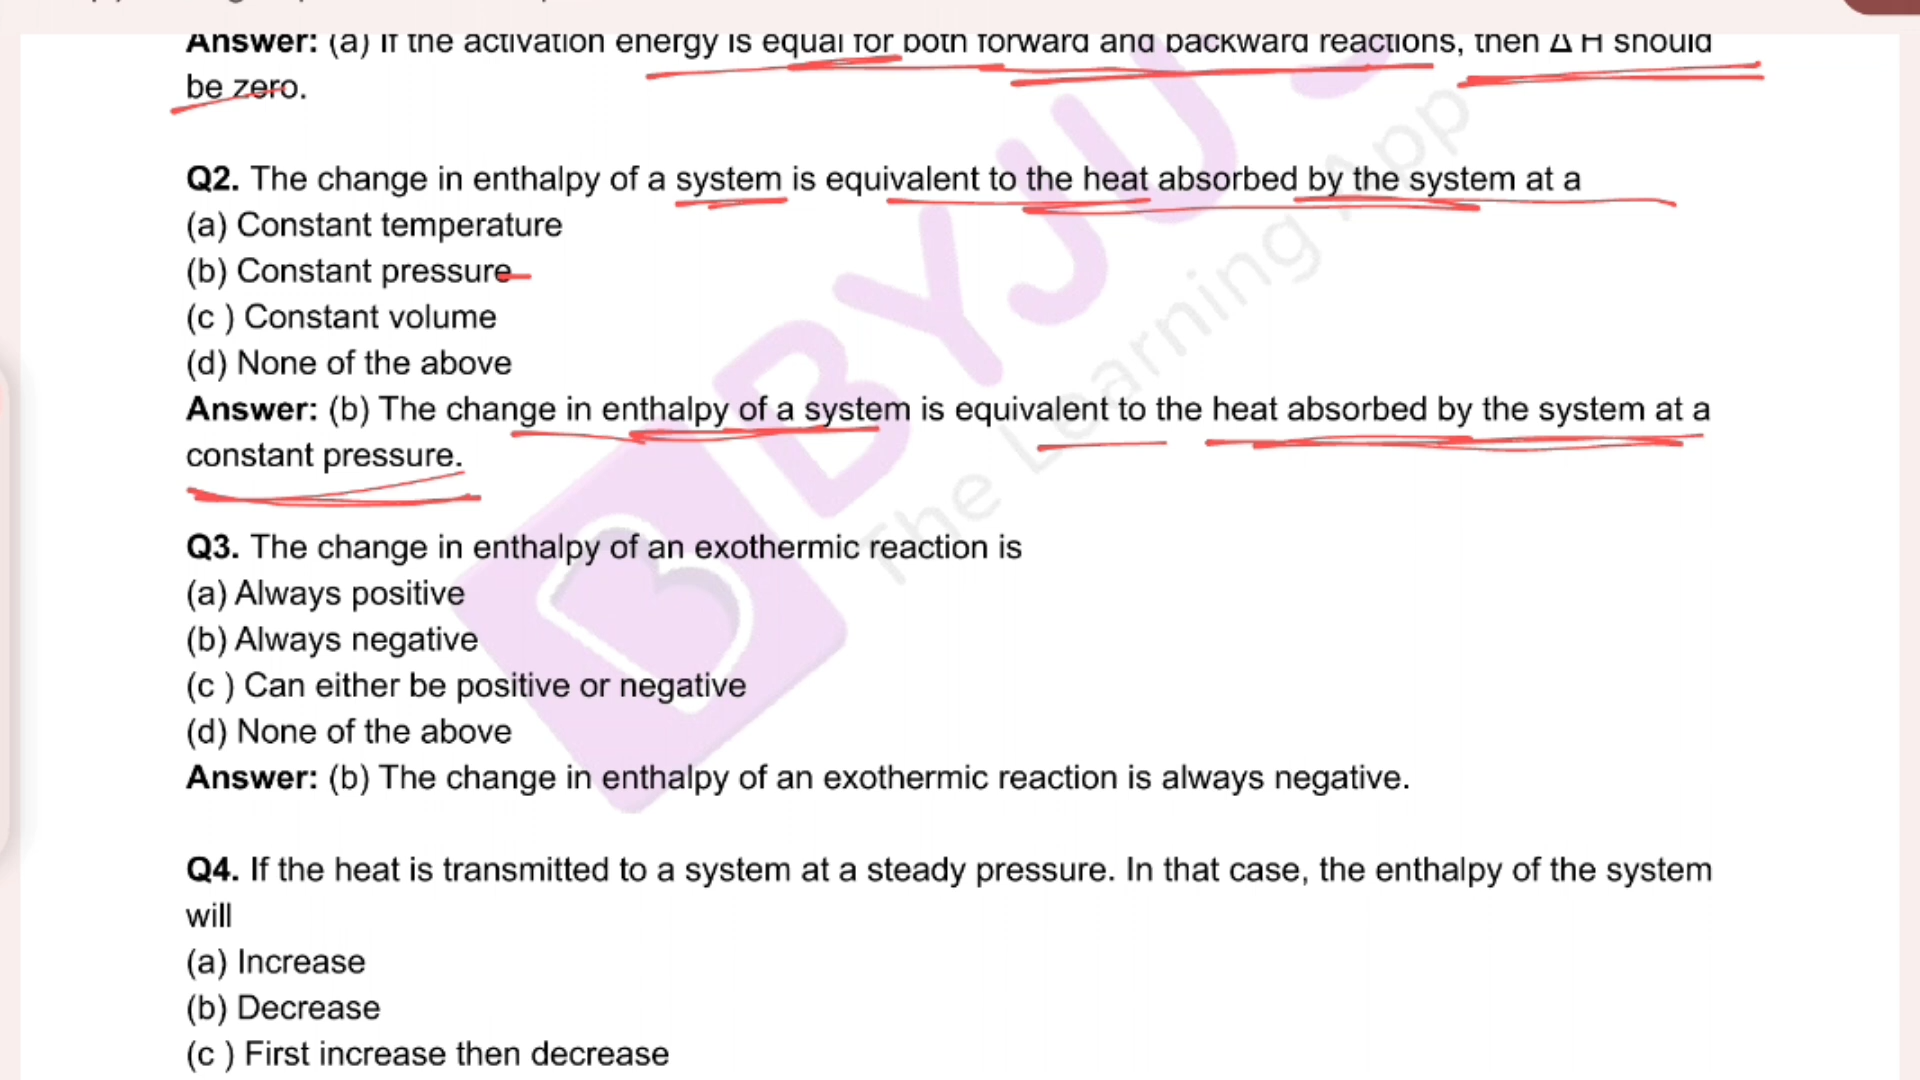 Answer: (a) If the activation energy is equal for both forward and backward reactions, then Δ H should
be zero.
Q2. The change in enthalpy of a system is equivalent to the heat absorbed by the system at a
(a) Constant temperature
(b) Constant pressure
(c ) Constant volume
(d) None of the above
Answer: (b) The change in enthalpy of a system is equivalent to the heat absorbed by the system at a
constant pressure.
Q3. The change in enthalpy of an exothermic reaction is
(a) Always positive
(b) Always negative
(c ) Can either be positive or negative
(d) None of the above
Answer: (b) The change in enthalpy of an exothermic reaction is always negative.
Q4. If the heat is transmitted to a system at a steady pressure. In that case, the enthalpy of the system
will
(a) Increase
(b) Decrease
(c ) First increase then decrease
BYJU'S
The Learning App